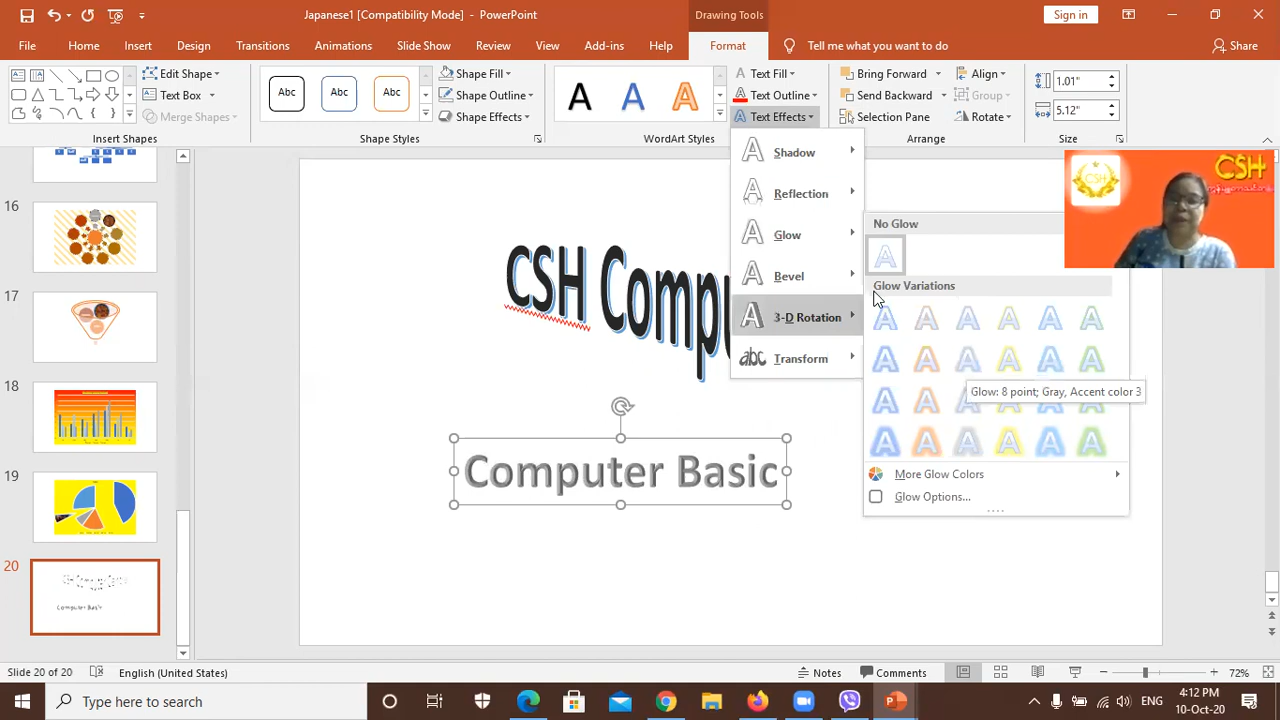 Japanese1 [Compatibility Mode] - PowerPoint
Drawing Tools
Sign in
File
Home
Insert
Design
Transitions
Animations
Slide Show
Review
View
Add-ins
Help
Format
Tell me what you want to do
Share
Edit Shape
Text Box
Merge Shapes
Insert Shapes
Abc
Abc
Abc
Shape Fill
Shape Outline
Shape Effects
Shape Styles
A
A
A
WordArt Styles
Text Fill
Text Outline
Text Effects
Bring Forward
Send Backward
Selection Pane
Align
Group
Rotate
Arrange
1.01"
5.12"
Size
Shadow
Reflection
Glow
Bevel
3-D Rotation
Transform
No Glow
Glow Variations
Glow: 8 point; Gray, Accent color 3
More Glow Colors
Glow Options...
CSH
CSH
CSH Compu
Computer Basic
16
17
18
19
20
Computer Basic
Slide 20 of 20
English (United States)
Notes
Comments
72%
Type here to search
ENG
4:12 PM
10-Oct-20